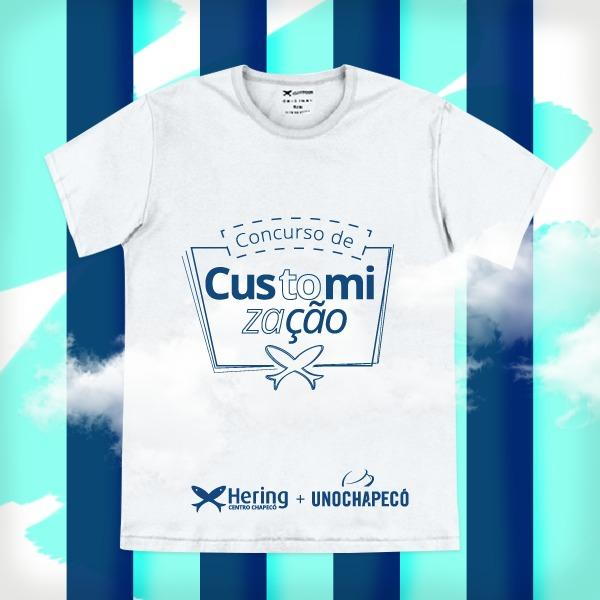 Concurso de
Customi
zação
Hering + UNOCHAPECÓ
CENTRO CHAPECÓ